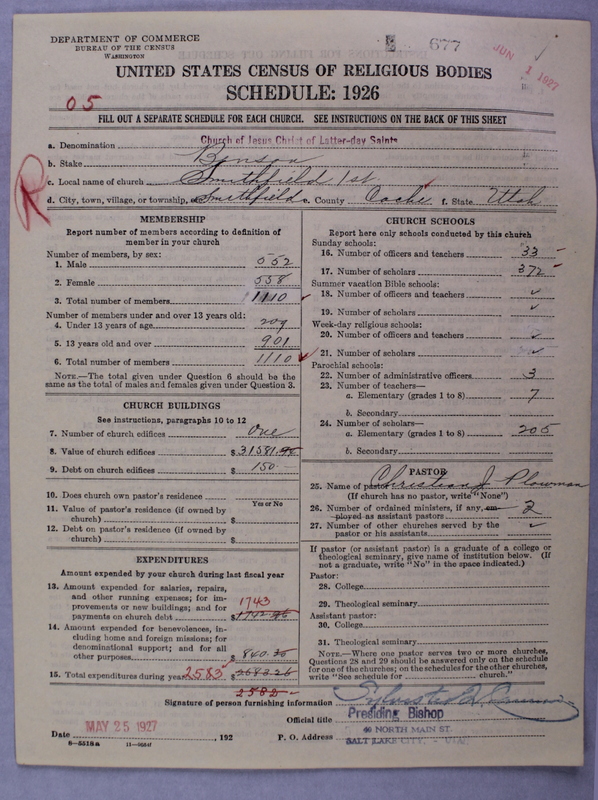 DEPARTMENT OF COMMERCE
BUREAU OF THE CENSUS
WASHINGTON
677
JUN 1 1927
UNITED STATES CENSUS OF RELIGIOUS BODIES
SCHEDULE: 1926
05
FILL OUT A SEPARATE SCHEDULE FOR EACH CHURCH. SEE INSTRUCTIONS ON THE BACK OF THIS SHEET
a. Denomination Church of Jesus Christ of Latter-day Saints
b. Stake Benson
c. Local name of church Smithfield 1st.
d. City, town, village, or township, Smithfield e. County Cache f. State Utah
MEMBERSHIP
Report number of members according to definition of member in your church
Number of members, by sex:
1. Male 552
2. Female 558
3. Total number of members 1110
Number of members under and over 13 years old:
4. Under 13 years of age 209
5. 13 years old and over 901
6. Total number of members 1110
NOTE.—The total given under Question 6 should be the
same as the total of males and females given under Question 3.
CHURCH BUILDINGS
See instructions, paragraphs 10 to 12
7. Number of church edifices One
8. Value of church edifices $ 31581.
9. Debt on church edifices $ 150.
10. Does church own pastor's residence
Yes or No
11. Value of pastor's residence (if owned by
church) $
12. Debt on pastor's residence (if owned by
church) $
EXPENDITURES
Amount expended by your church during last fiscal year
13. Amount expended for salaries, repairs,
and other running expenses; for im-
provements or new buildings; and for
payments on church debt $ 1743
14. Amount expended for benevolences, in-
cluding home and foreign missions; for
denominational support; and for all
other purposes $ 840.
15. Total expenditures during year 2583 $ 2583.26
2582
CHURCH SCHOOLS
Report here only schools conducted by this church
Sunday schools:
16. Number of officers and teachers 33
17. Number of scholars 372
Summer vacation Bible schools:
18. Number of officers and teachers
19. Number of scholars
Week-day religious schools:
20. Number of officers and teachers
21. Number of scholars
Parochial schools:
22. Number of administrative officers 3
23. Number of teachers—
a. Elementary (grades 1 to 8) 7
b. Secondary
24. Number of scholars—
a. Elementary (grades 1 to 8) 205
b. Secondary
PASTOR
25. Name of pastor Christian J. Plowman
(If church has no pastor, write "None")
26. Number of ordained ministers, if any, em-
ployed as assistant pastors 2
27. Number of other churches served by the
pastor or his assistants
If pastor (or assistant pastor) is a graduate of a college or
theological seminary, give name of institution below. (If
not a graduate, write "No" in the space indicated.)
Pastor:
28. College
29. Theological seminary
Assistant pastor:
30. College
31. Theological seminary
NOTE.—Where one pastor serves two or more churches,
Questions 28 and 29 should be answered only on the schedule
for one of the churches; on the schedules for the other churches,
write "See schedule for church."
Signature of person furnishing information Sylvester Q. Cannon
Official title Presiding Bishop
Date MAY 25 1927, 192 P. O. Address 40 NORTH MAIN ST.
SALT LAKE CITY, - UTAH
8—5518a 11—9684f